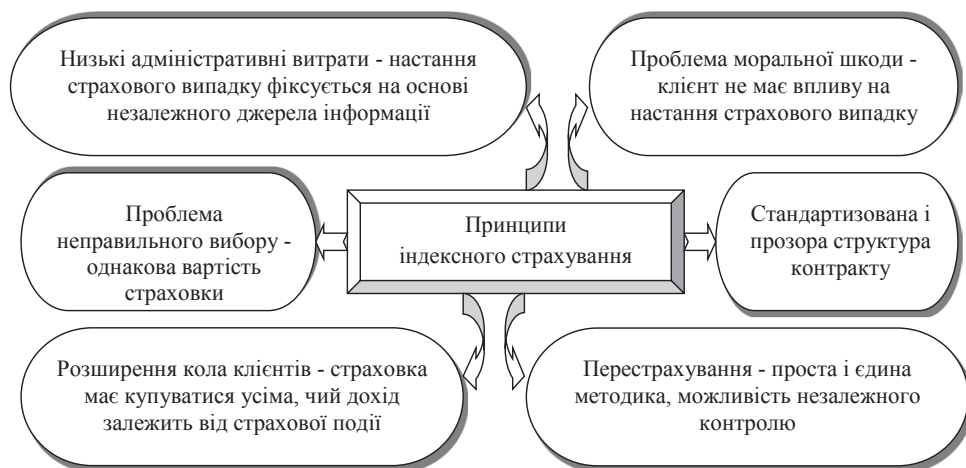 Низькі адміністративні витрати - настання
страхового випадку фіксується на основі
незалежного джерела інформації
Проблема моральної шкоди -
клієнт не має впливу на
настання страхового випадку
Проблема
неправильного вибору -
однакова вартість
страховки
Принципи
індексного страхування
Стандартизована і
прозора структура
контракту
Розширення кола клієнтів - страховка
має купуватися усіма, чий дохід
залежить від страхової події
Перестрахування - проста і єдина
методика, можливість незалежного
контролю